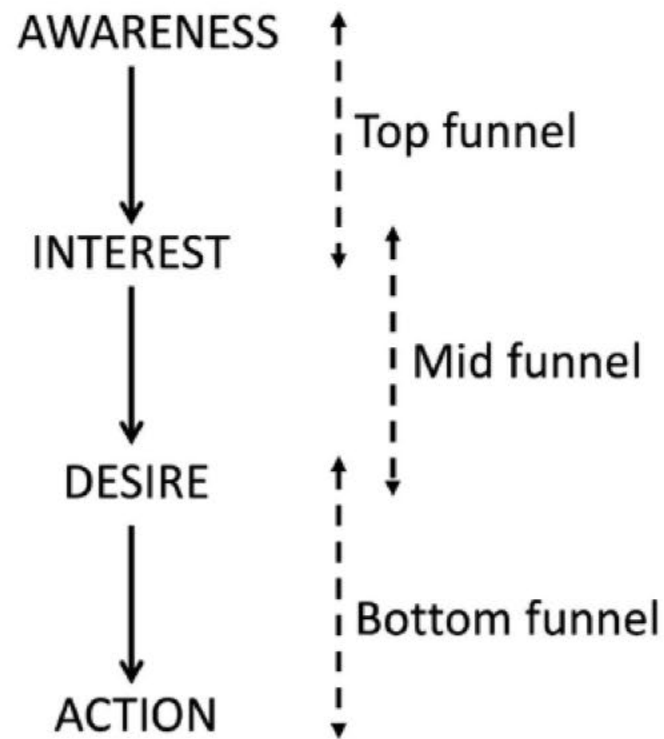 AWARENESS
Top funnel
INTEREST
Mid funnel
DESIRE
Bottom funnel
ACTION